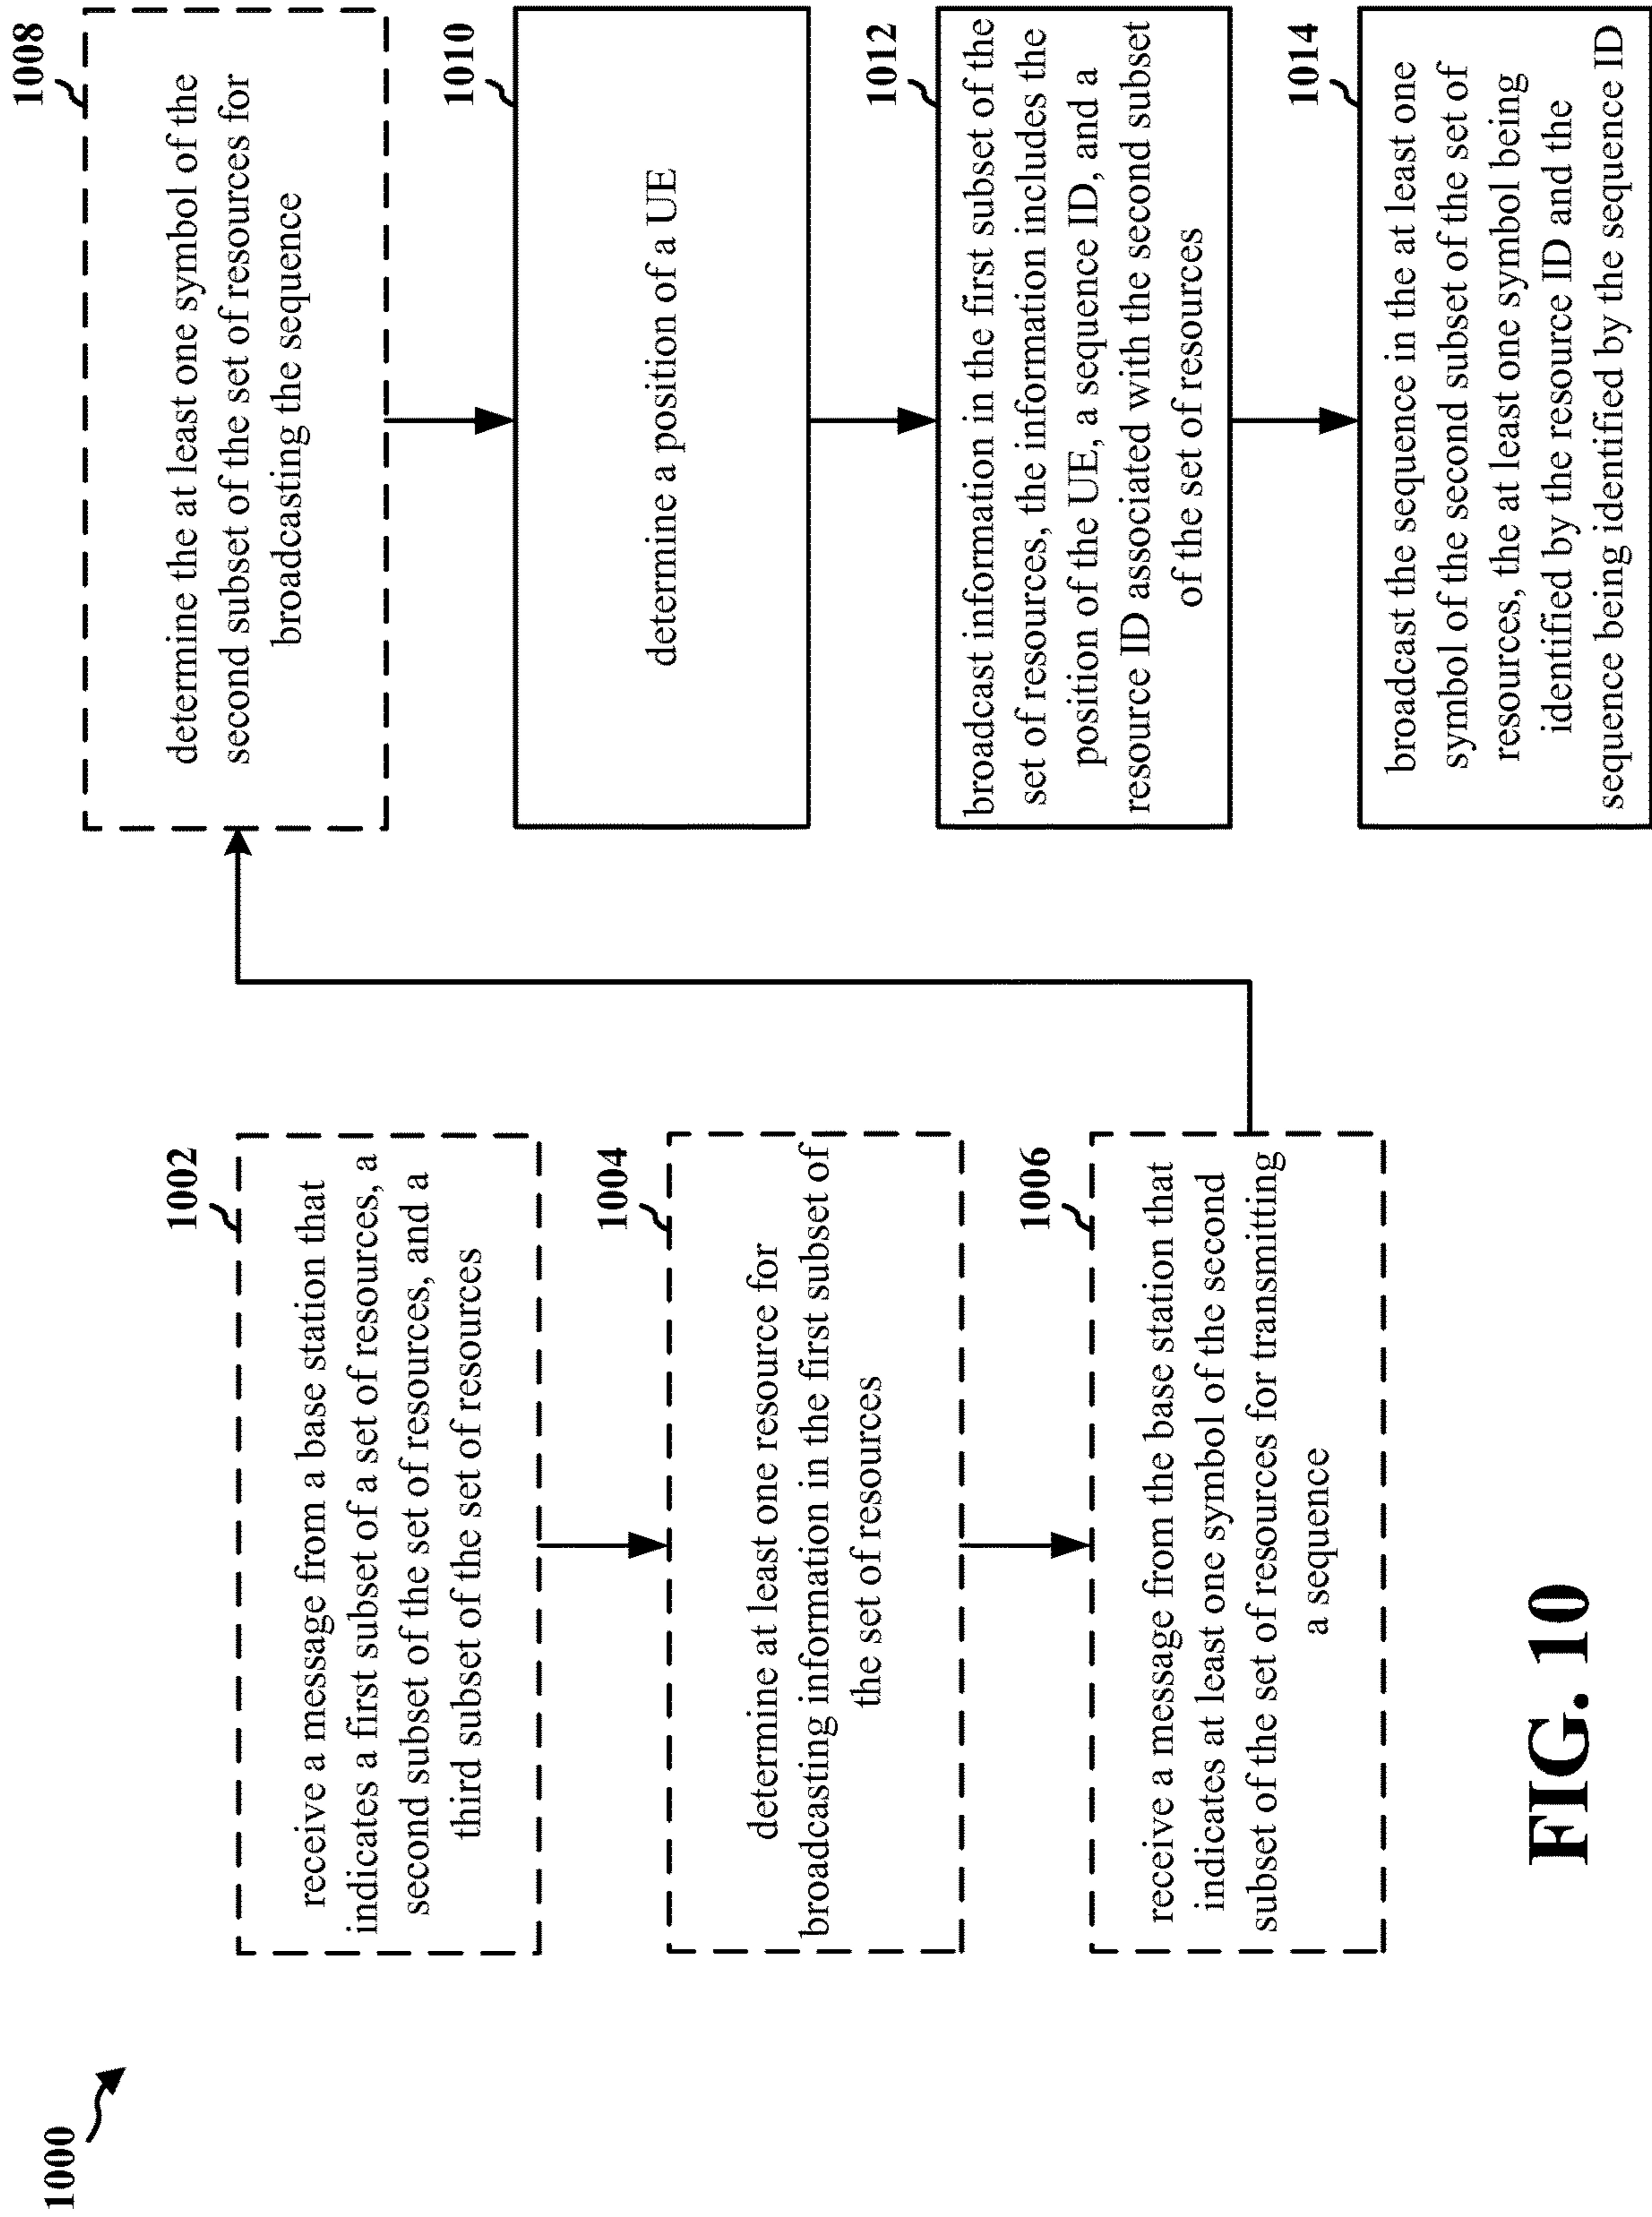 1000
1002
receive a message from a base station that
indicates a first subset of a set of resources, a
second subset of the set of resources, and a
third subset of the set of resources
1004
determine at least one resource for
broadcasting information in the first subset of
the set of resources
1006
receive a message from the base station that
indicates at least one symbol of the second
subset of the set of resources for transmitting
a sequence
1008
determine the at least one symbol of the
second subset of the set of resources for
broadcasting the sequence
1010
determine a position of a UE
1012
broadcast information in the first subset of the
set of resources, the information includes the
position of the UE, a sequence ID, and a
resource ID associated with the second subset
of the set of resources
1014
broadcast the sequence in the at least one
symbol of the second subset of the set of
resources, the at least one symbol being
identified by the resource ID and the
sequence being identified by the sequence ID
FIG. 10